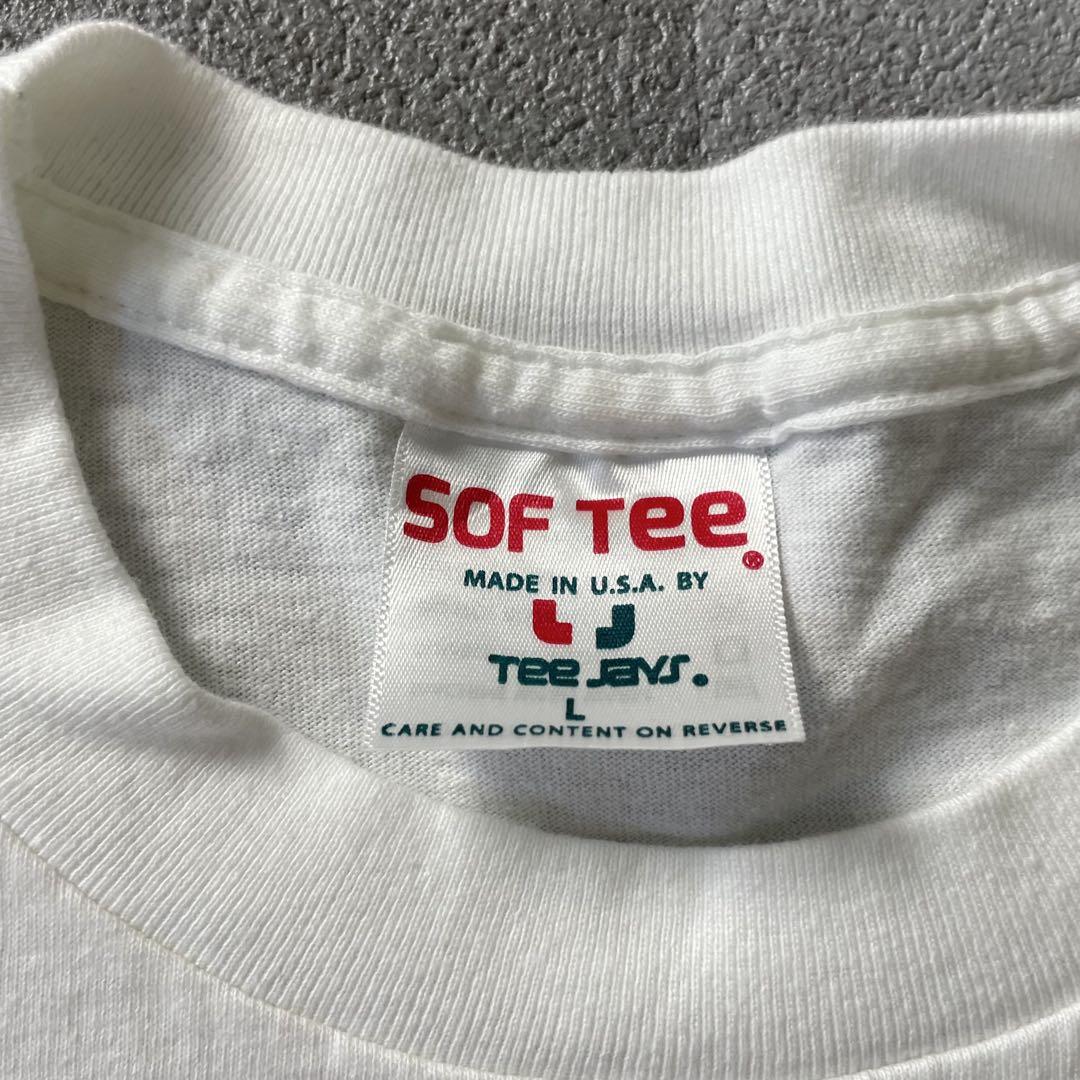 SOF Tee®
MADE IN U.S.A. BY
Tee Jays.
L
CARE AND CONTENT ON REVERSE